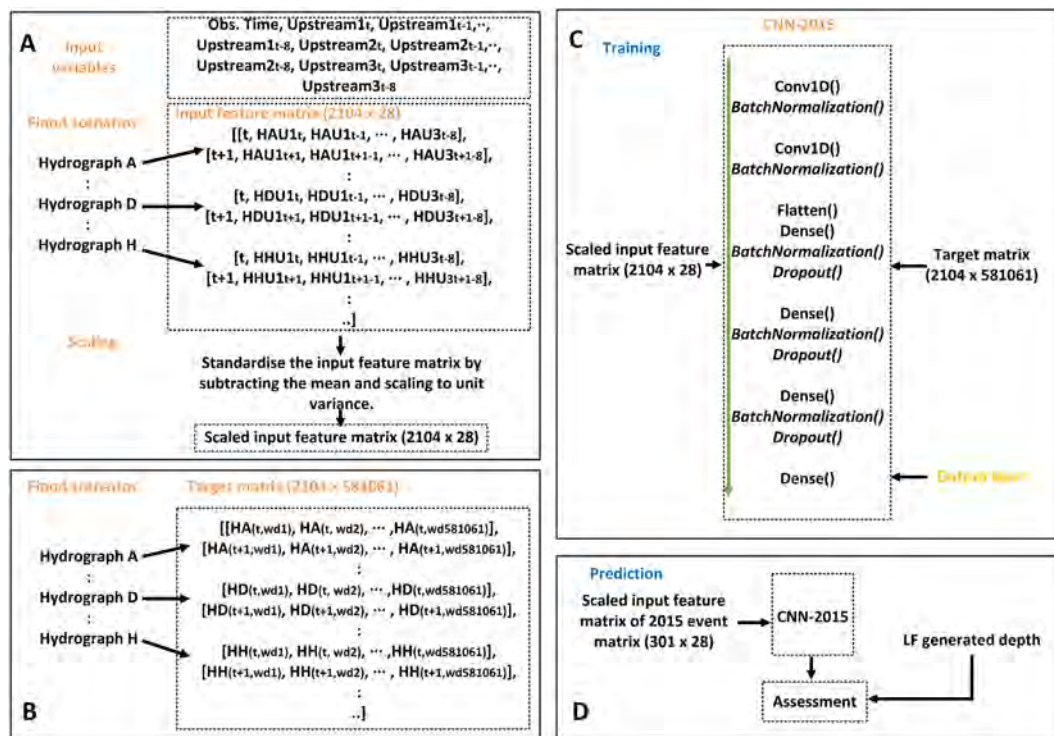 A
Input
variables
Obs. Time, Upstream1t, Upstream1t-1,··,
Upstream1t-8, Upstream2t, Upstream2t-1,··,
Upstream2t-8, Upstream3t, Upstream3t-1,··,
Upstream3t-8
Flood scenarios
Input feature matrix (2104 x 28)
Hydrograph A
:
Hydrograph D
:
Hydrograph H
[[t, HAU1t, HAU1t-1, ··· , HAU3t-8],
[t+1, HAU1t+1, HAU1t+1-1, ··· , HAU3t+1-8],
:
[t, HDU1t, HDU1t-1, ··· , HDU3t-8],
[t+1, HDU1t+1, HDU1t+1-1, ··· , HDU3t+1-8],
:
[t, HHU1t, HHU1t-1, ··· , HHU3t-8],
[t+1, HHU1t+1, HHU1t+1-1, ··· , HHU3t+1-8],
:
..]
Scaling
Standardise the input feature matrix by
subtracting the mean and scaling to unit
variance.
Scaled input feature matrix (2104 x 28)
B
Flood scenarios
Target matrix (2104 x 581061)
Hydrograph A
:
Hydrograph D
:
Hydrograph H
[[HA(t,wd1), HA(t, wd2), ··· ,HA(t,wd581061)],
[HA(t+1,wd1), HA(t+1,wd2), ··· , HA(t+1,wd581061)],
:
[HD(t,wd1), HD(t, wd2), ··· ,HD(t,wd581061)],
[HD(t+1,wd1), HD(t+1,wd2), ··· , HD(t+1,wd581061)],
:
[HH(t,wd1), HH(t, wd2), ··· ,HH(t,wd581061)],
[HH(t+1,wd1), HH(t+1,wd2), ··· , HH(t+1,wd581061)],
:
..]
C
Training
CNN-2015
Conv1D()
BatchNormalization()
Conv1D()
BatchNormalization()
Flatten()
Dense()
BatchNormalization()
Dropout()
Dense()
BatchNormalization()
Dropout()
Dense()
BatchNormalization()
Dropout()
Dense()
Scaled input feature
matrix (2104 x 28)
Target matrix
(2104 x 581061)
Output layer
D
Prediction
Scaled input feature
matrix of 2015 event
matrix (301 x 28)
CNN-2015
LF generated depth
Assessment